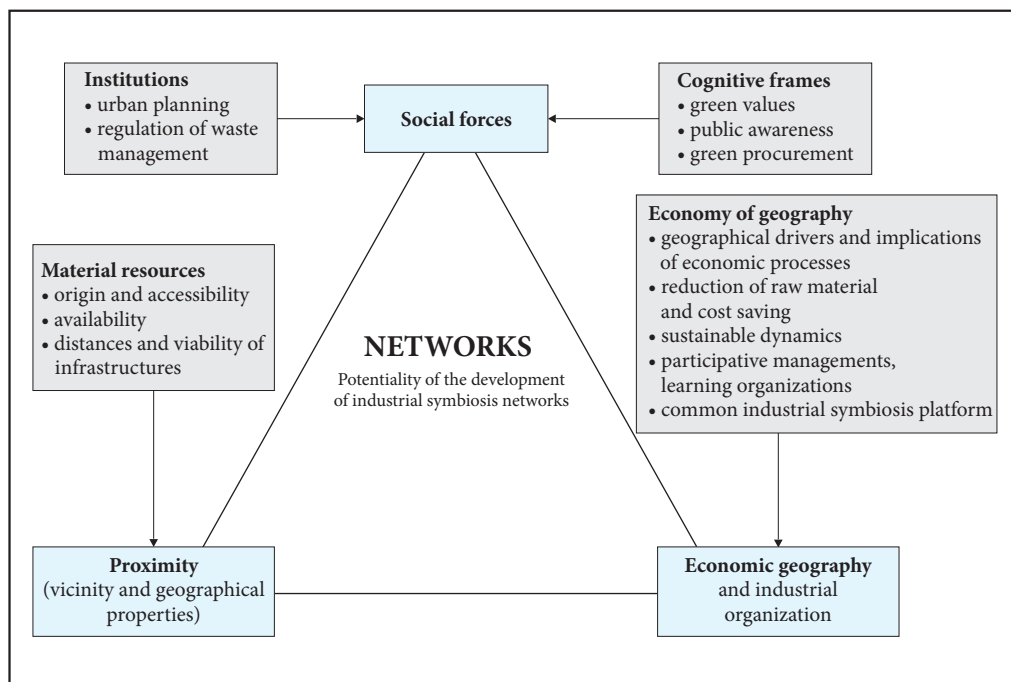 Institutions
• urban planning
• regulation of waste
management
Social forces
Cognitive frames
• green values
• public awareness
• green procurement
Material resources
• origin and accessibility
• availability
• distances and viability of
infrastructures
NETWORKS
Potentiality of the development
of industrial symbiosis networks
Economy of geography
• geographical drivers and implications
of economic processes
• reduction of raw material
and cost saving
• sustainable dynamics
• participative managements,
learning organizations
• common industrial symbiosis platform
Proximity
(vicinity and geographical
properties)
Economic geography
and industrial
organization